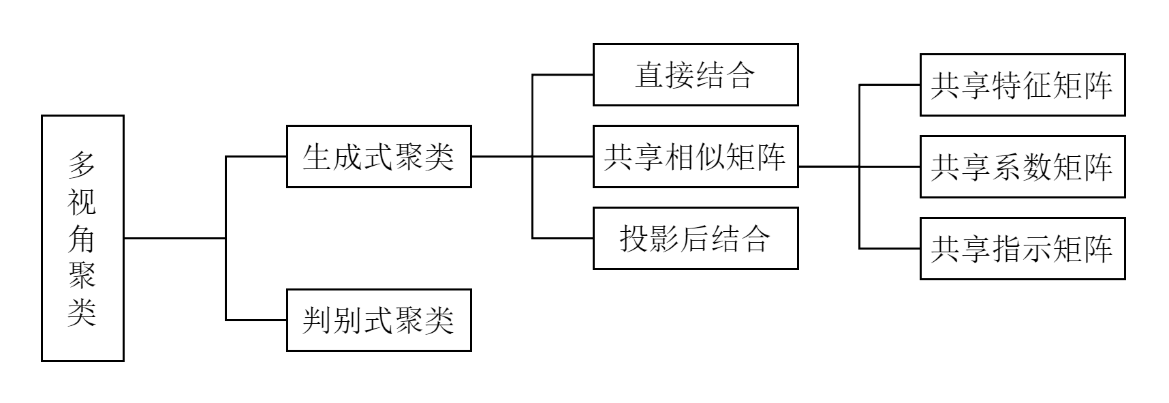 多视角聚类
生成式聚类
判别式聚类
直接结合
共享相似矩阵
投影后结合
共享特征矩阵
共享系数矩阵
共享指示矩阵